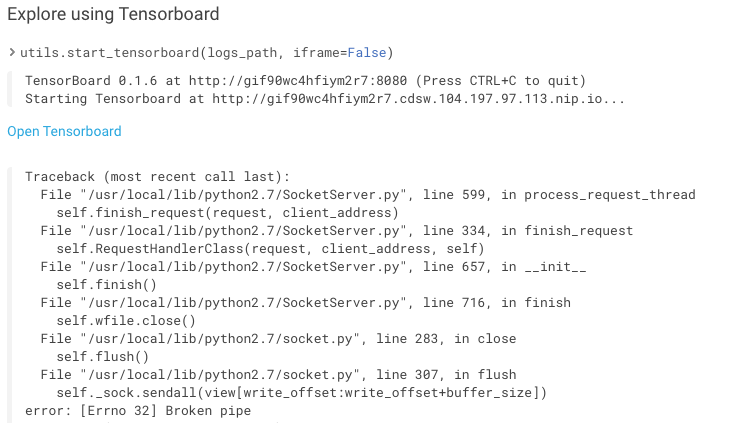 Explore using Tensorboard
> utils.start_tensorboard(logs_path, iframe=False)
TensorBoard 0.1.6 at http://gif90wc4hfiym2r7:8080 (Press CTRL+C to quit)
Starting Tensorboard at http://gif90wc4hfiym2r7.cdsw.104.197.97.113.nip.io...
Open Tensorboard
Traceback (most recent call last):
  File "/usr/local/lib/python2.7/SocketServer.py", line 599, in process_request_thread
    self.finish_request(request, client_address)
  File "/usr/local/lib/python2.7/SocketServer.py", line 334, in finish_request
    self.RequestHandlerClass(request, client_address, self)
  File "/usr/local/lib/python2.7/SocketServer.py", line 657, in __init__
    self.finish()
  File "/usr/local/lib/python2.7/SocketServer.py", line 716, in finish
    self.wfile.close()
  File "/usr/local/lib/python2.7/socket.py", line 283, in close
    self.flush()
  File "/usr/local/lib/python2.7/socket.py", line 307, in flush
    self._sock.sendall(view[write_offset:write_offset+buffer_size])
error: [Errno 32] Broken pipe